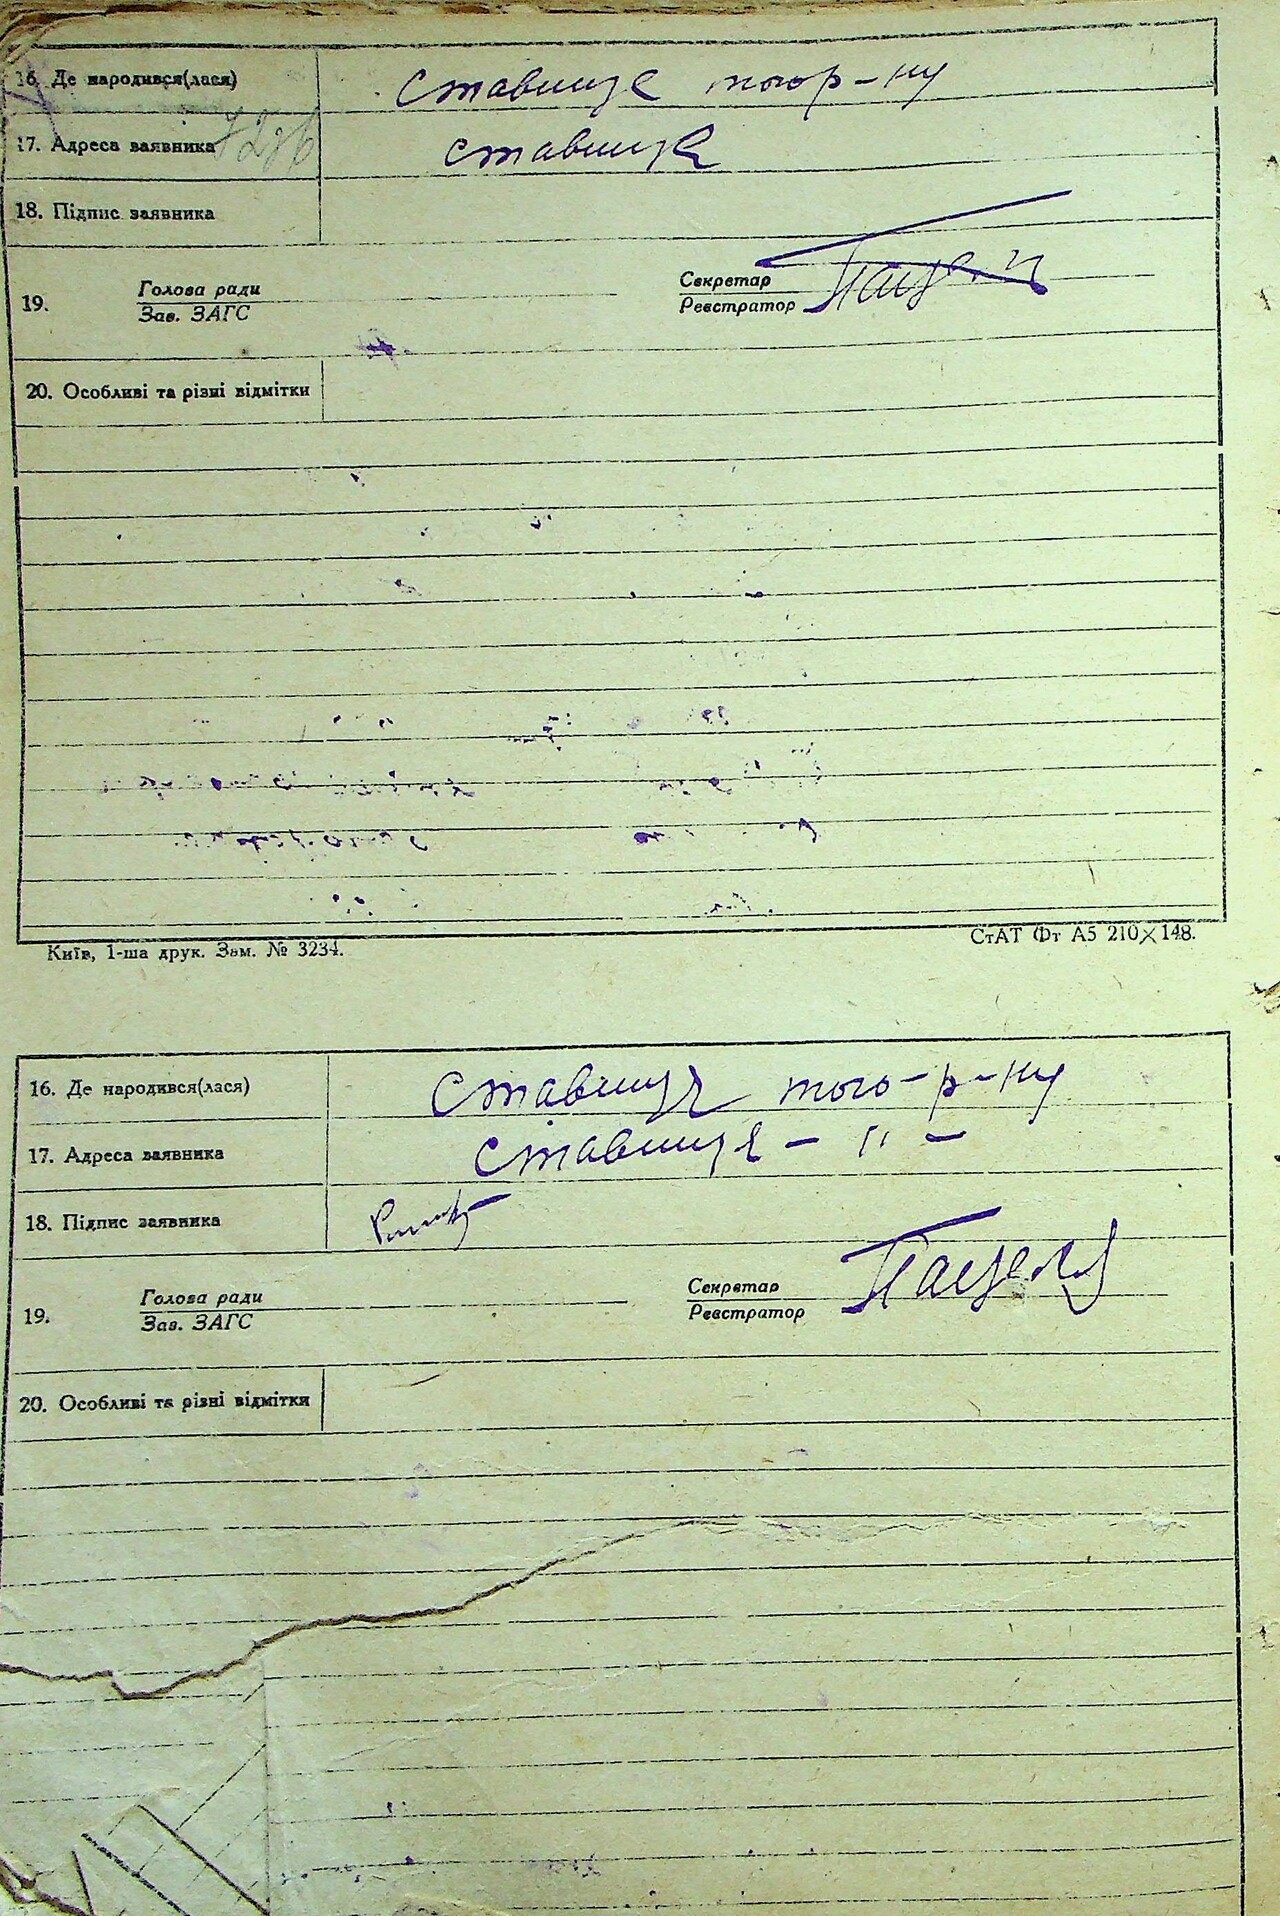 16. Де народився(лася) Ставище того р-ну
17. Адреса заявника Ставище
18. Підпис заявника
19. Голова ради Секретар
Зав. ЗАГС Реєстратор
20. Особливі та різні відмітки
Київ, 1-ша друк. Зам. № 3234. СтАТ Фт А5 210×148.
16. Де народився(лася) Ставище того-р-ну
17. Адреса заявника Ставище - " -
18. Підпис заявника
19. Голова ради Секретар
Зав. ЗАГС Реєстратор
20. Особливі та різні відмітки